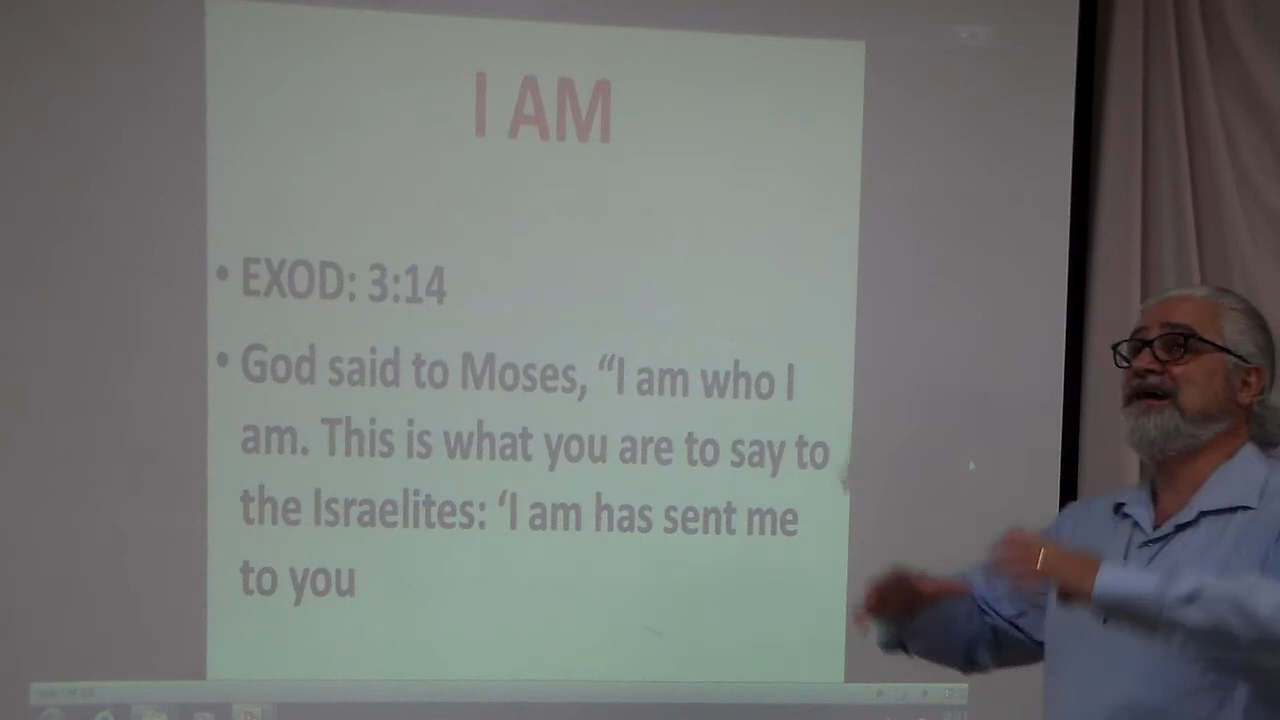 I AM
• EXOD: 3:14
• God said to Moses, “I am who I
am. This is what you are to say to
the Israelites: ‘I am has sent me
to you